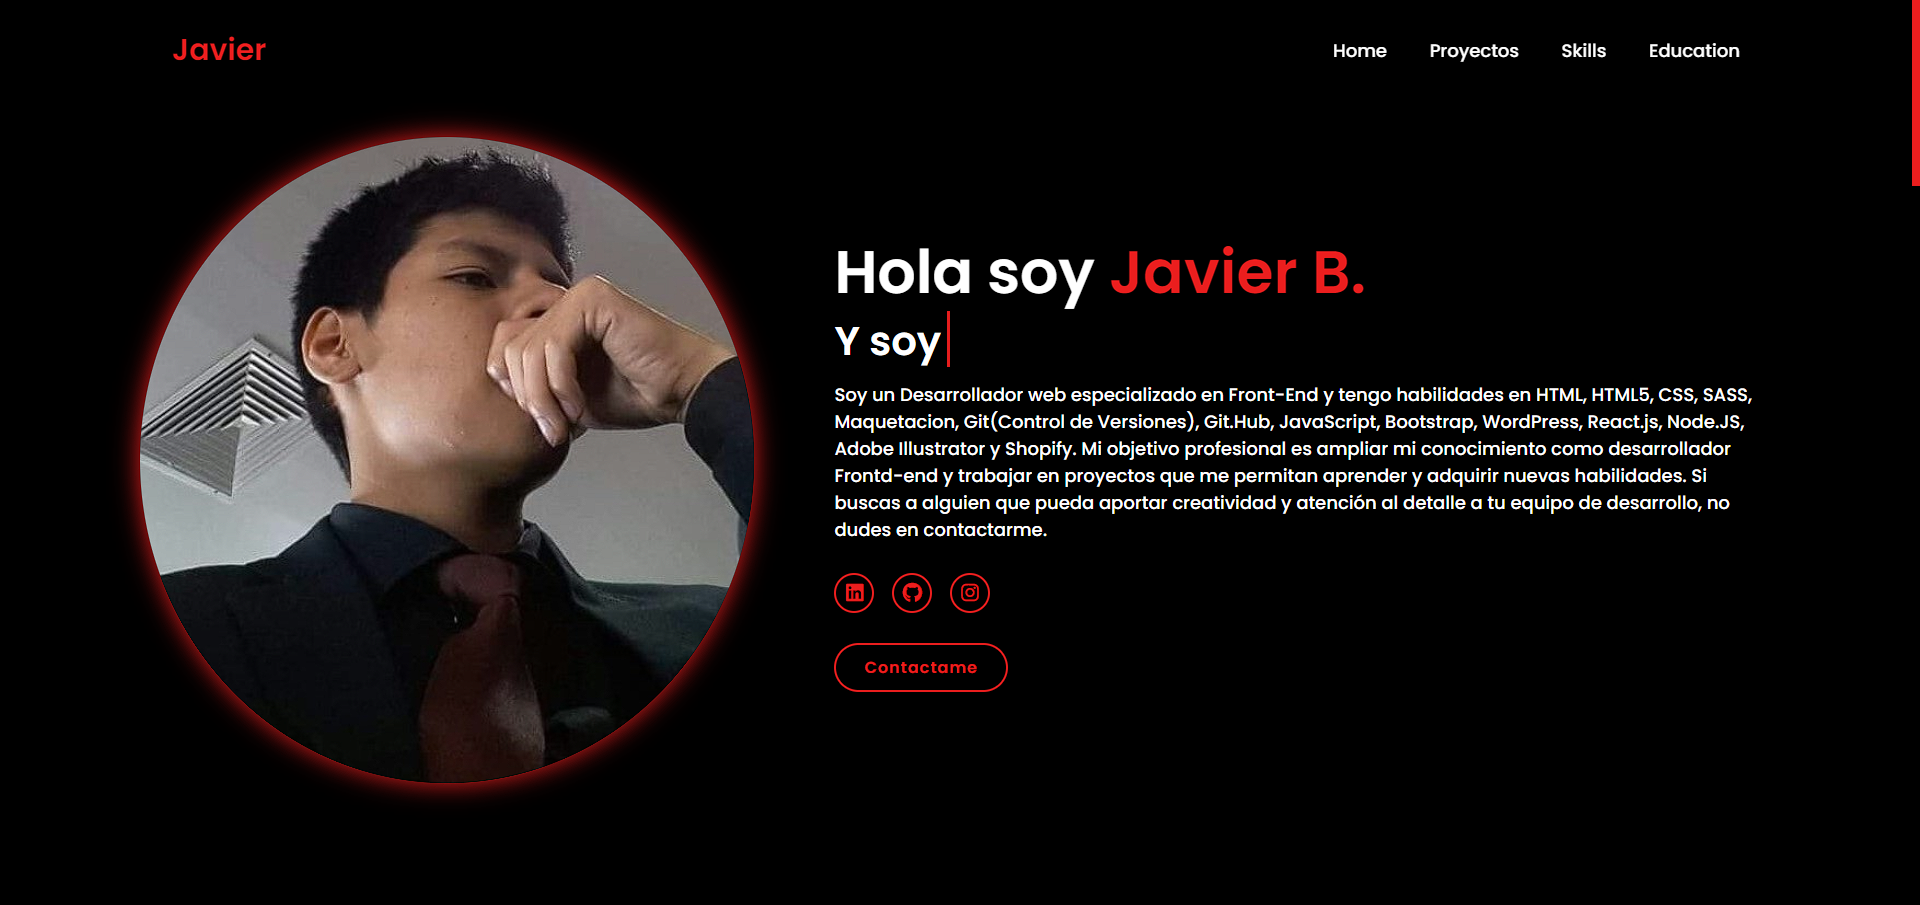 Javier
Home Proyectos Skills Education
Hola soy Javier B.
Y soy
Soy un Desarrollador web especializado en Front-End y tengo habilidades en HTML, HTML5, CSS, SASS,
Maquetacion, Git(Control de Versiones), Git.Hub, JavaScript, Bootstrap, WordPress, React.js, Node.JS,
Adobe Illustrator y Shopify. Mi objetivo profesional es ampliar mi conocimiento como desarrollador
Frontd-end y trabajar en proyectos que me permitan aprender y adquirir nuevas habilidades. Si
buscas a alguien que pueda aportar creatividad y atención al detalle a tu equipo de desarrollo, no
dudes en contactarme.
Contactame